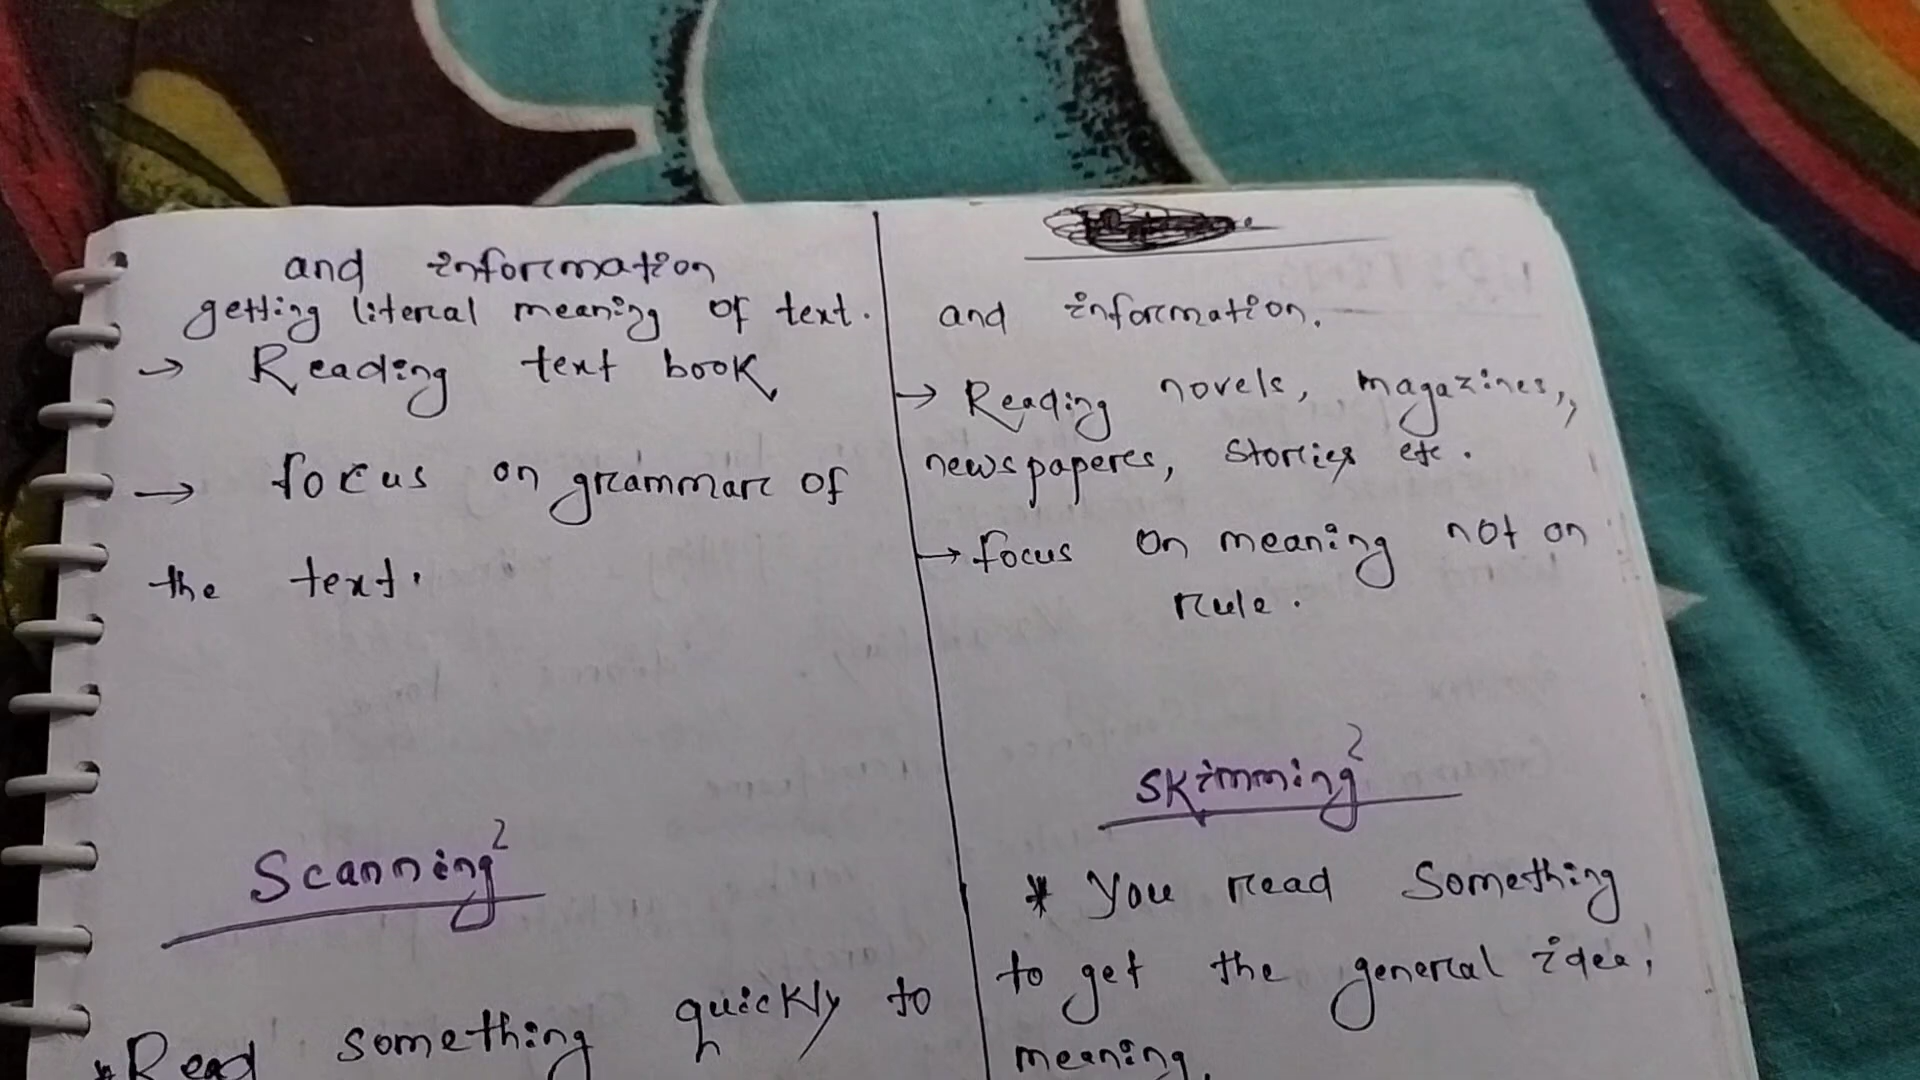 and information
getting literal meaning of text.
→ Reading text book
→ focus on grammar of
the text.
Scanning
*Read something quickly to
and information.
→ Reading novels, magazines,,
newspapers, stories etc.
→ focus on meaning not on
rule.
Skimming
* You read something
to get the general idea,
meaning.